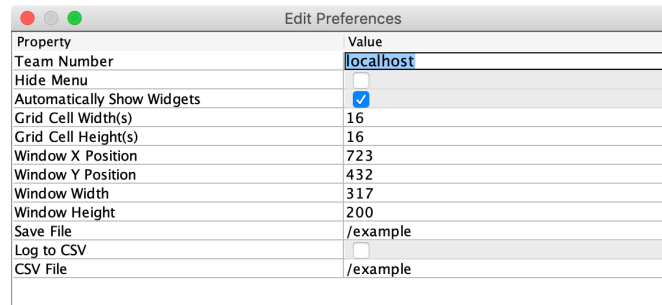 Edit Preferences
Property Value
Team Number localhost
Hide Menu
Automatically Show Widgets
Grid Cell Width(s) 16
Grid Cell Height(s) 16
Window X Position 723
Window Y Position 432
Window Width 317
Window Height 200
Save File /example
Log to CSV
CSV File /example